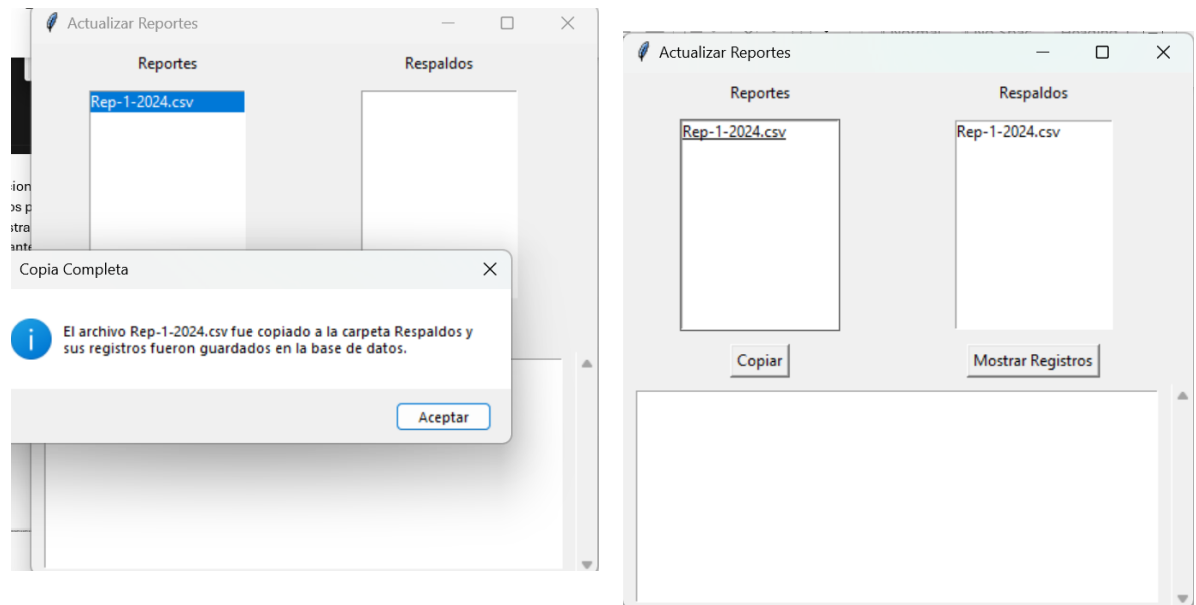 Actualizar Reportes
Reportes
Respaldos
Rep-1-2024.csv
Copia Completa
El archivo Rep-1-2024.csv fue copiado a la carpeta Respaldos y
sus registros fueron guardados en la base de datos.
Aceptar
Actualizar Reportes
Reportes
Respaldos
Rep-1-2024.csv
Rep-1-2024.csv
Copiar
Mostrar Registros